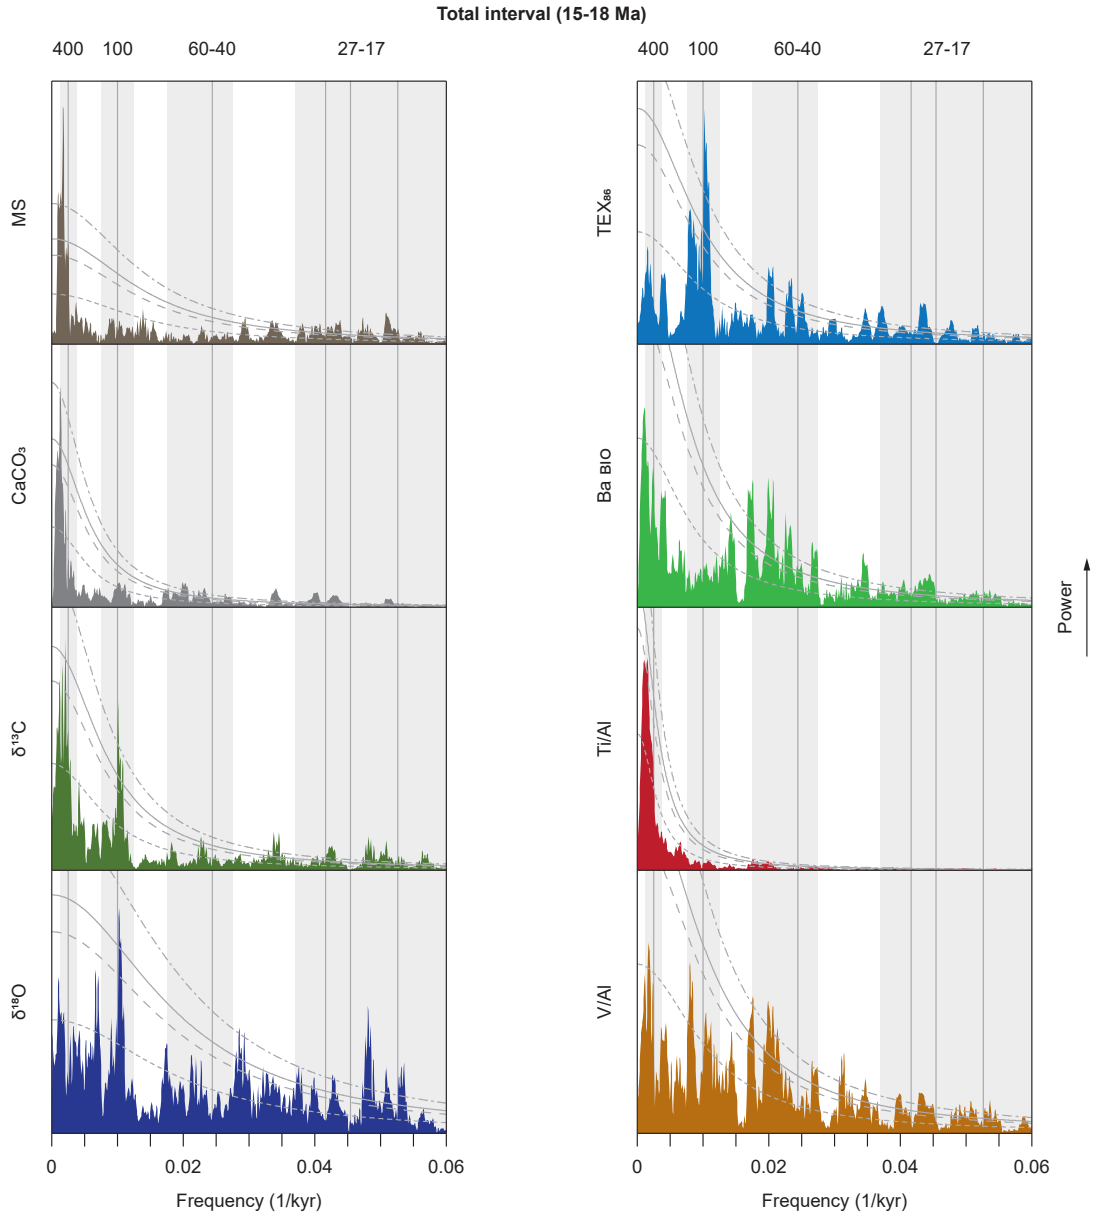 Total interval (15-18 Ma)
400 100 60-40 27-17
400 100 60-40 27-17
MS
TEX₈₆
CaCO₃
Ba BIO
δ¹³C
Ti/Al
δ¹⁸O
V/Al
Power
0 0.02 0.04 0.06
0 0.02 0.04 0.06
Frequency (1/kyr)
Frequency (1/kyr)